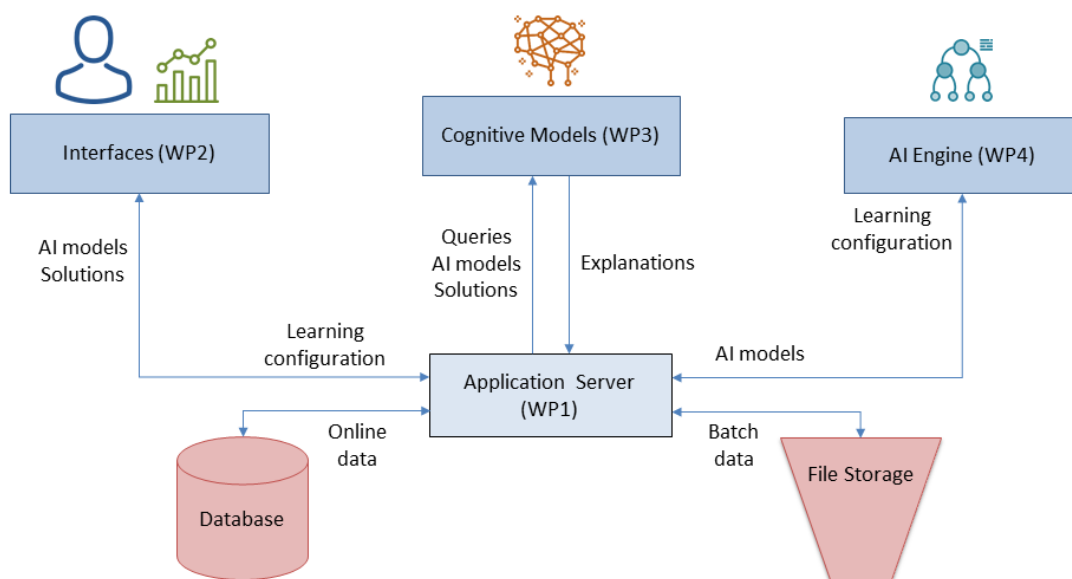 Interfaces (WP2)
Cognitive Models (WP3)
AI Engine (WP4)
AI models
Solutions
Queries
AI models
Solutions
Explanations
Learning
configuration
Learning
configuration
AI models
Application Server
(WP1)
Online
data
Batch
data
Database
File Storage